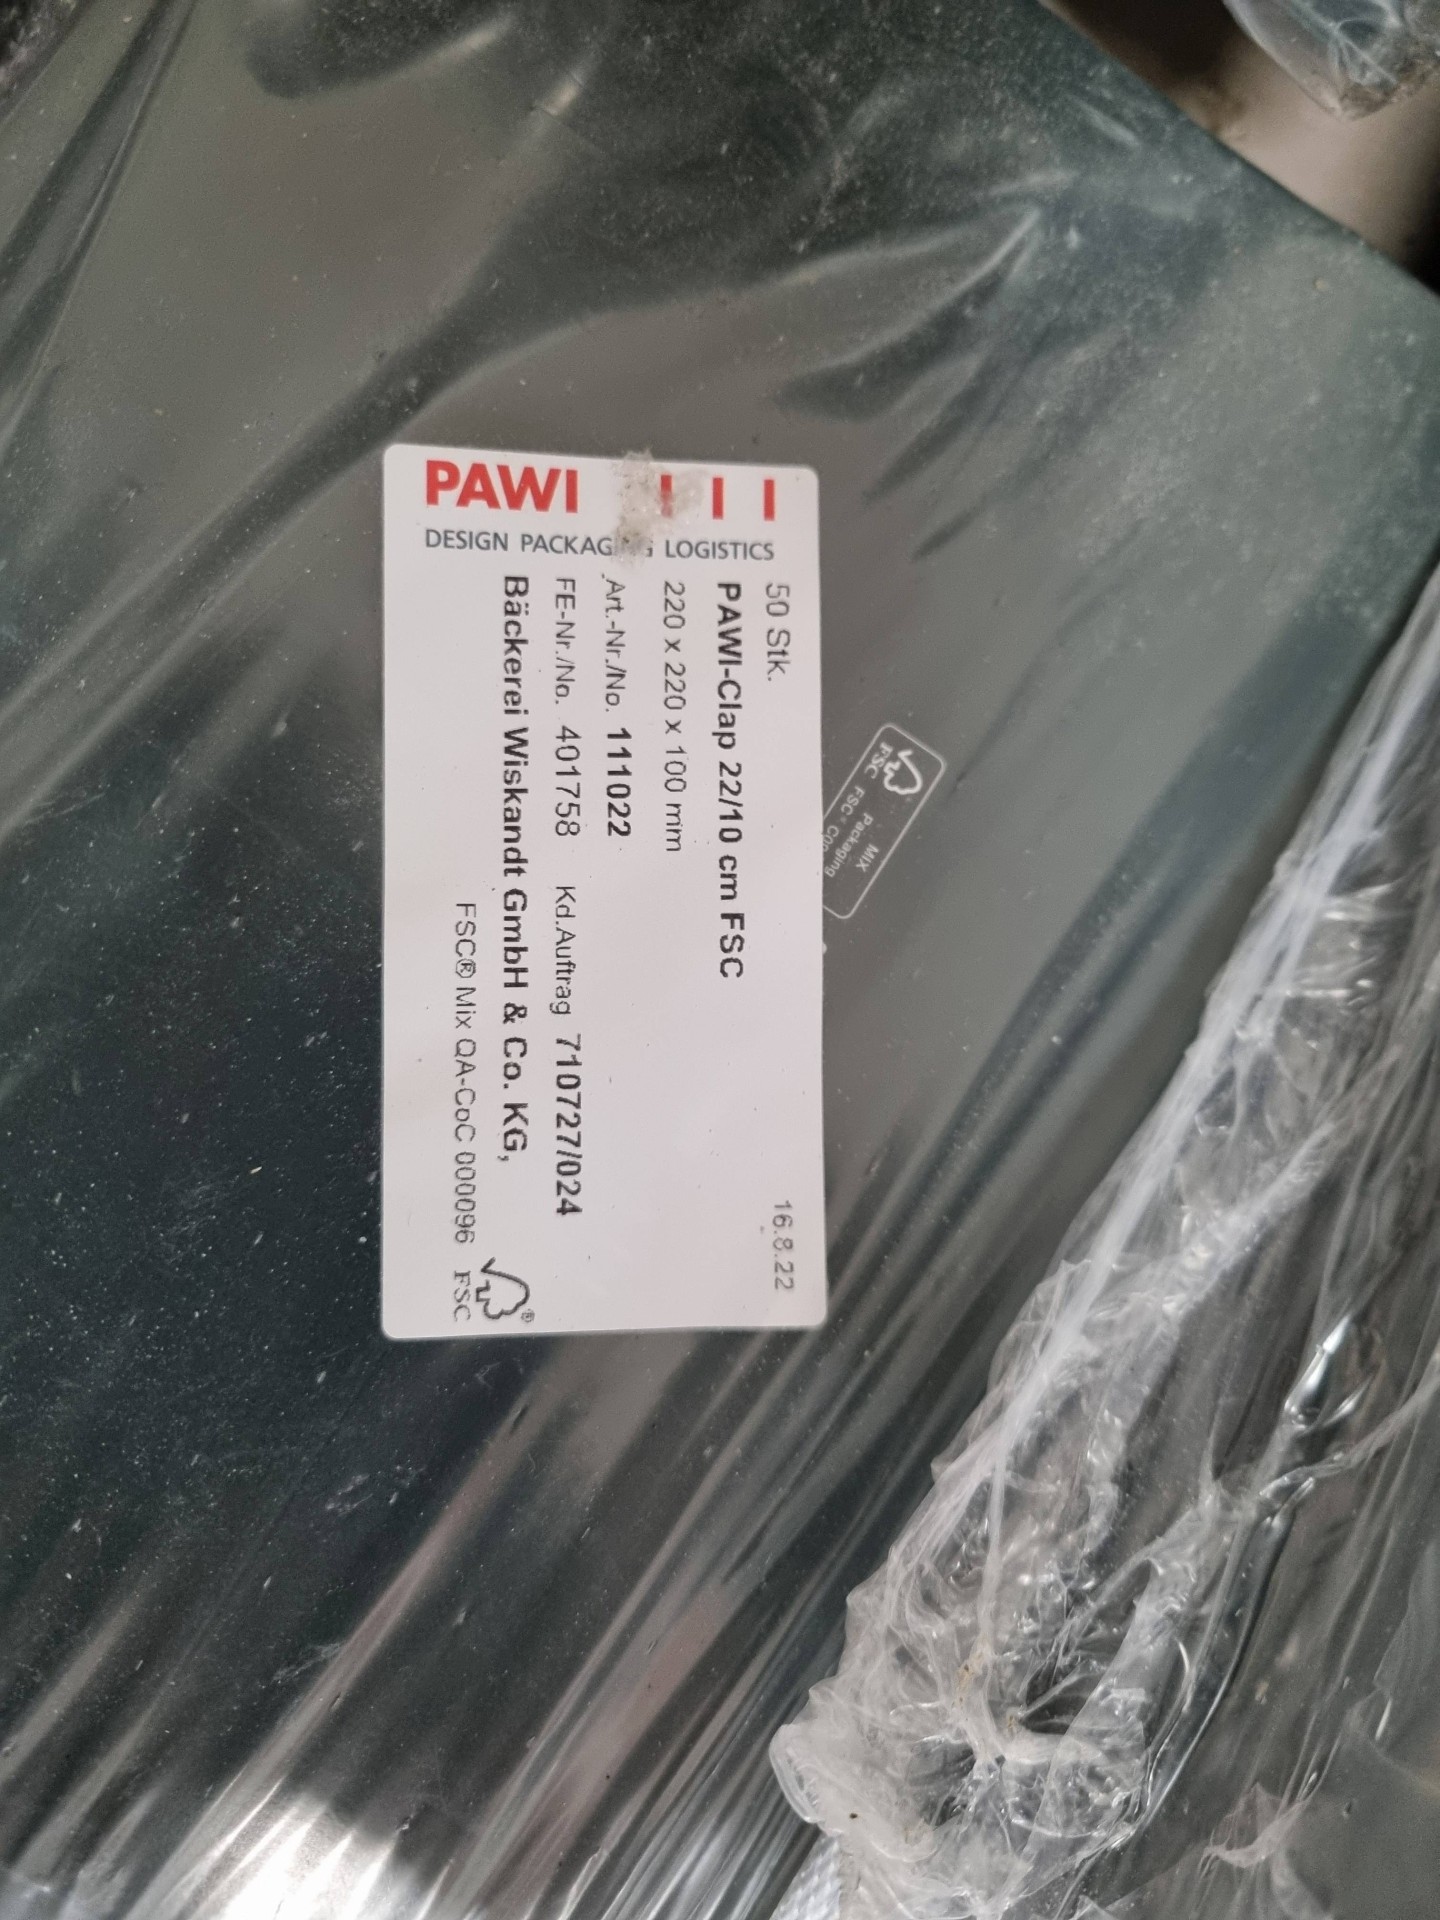 PAWI
DESIGN PACKAGING LOGISTICS
50 Stk.
16.8.22
PAWI-Clap 22/10 cm FSC
220 x 220 x 100 mm
Art.-Nr./No. 111022
FE-Nr./No. 401758 Kd.Auftrag 710727/024
Bäckerei Wiskandt GmbH & Co. KG,
FSC® Mix QA-CoC 000096
FSC
MIX
Packaging
FSC
FSC